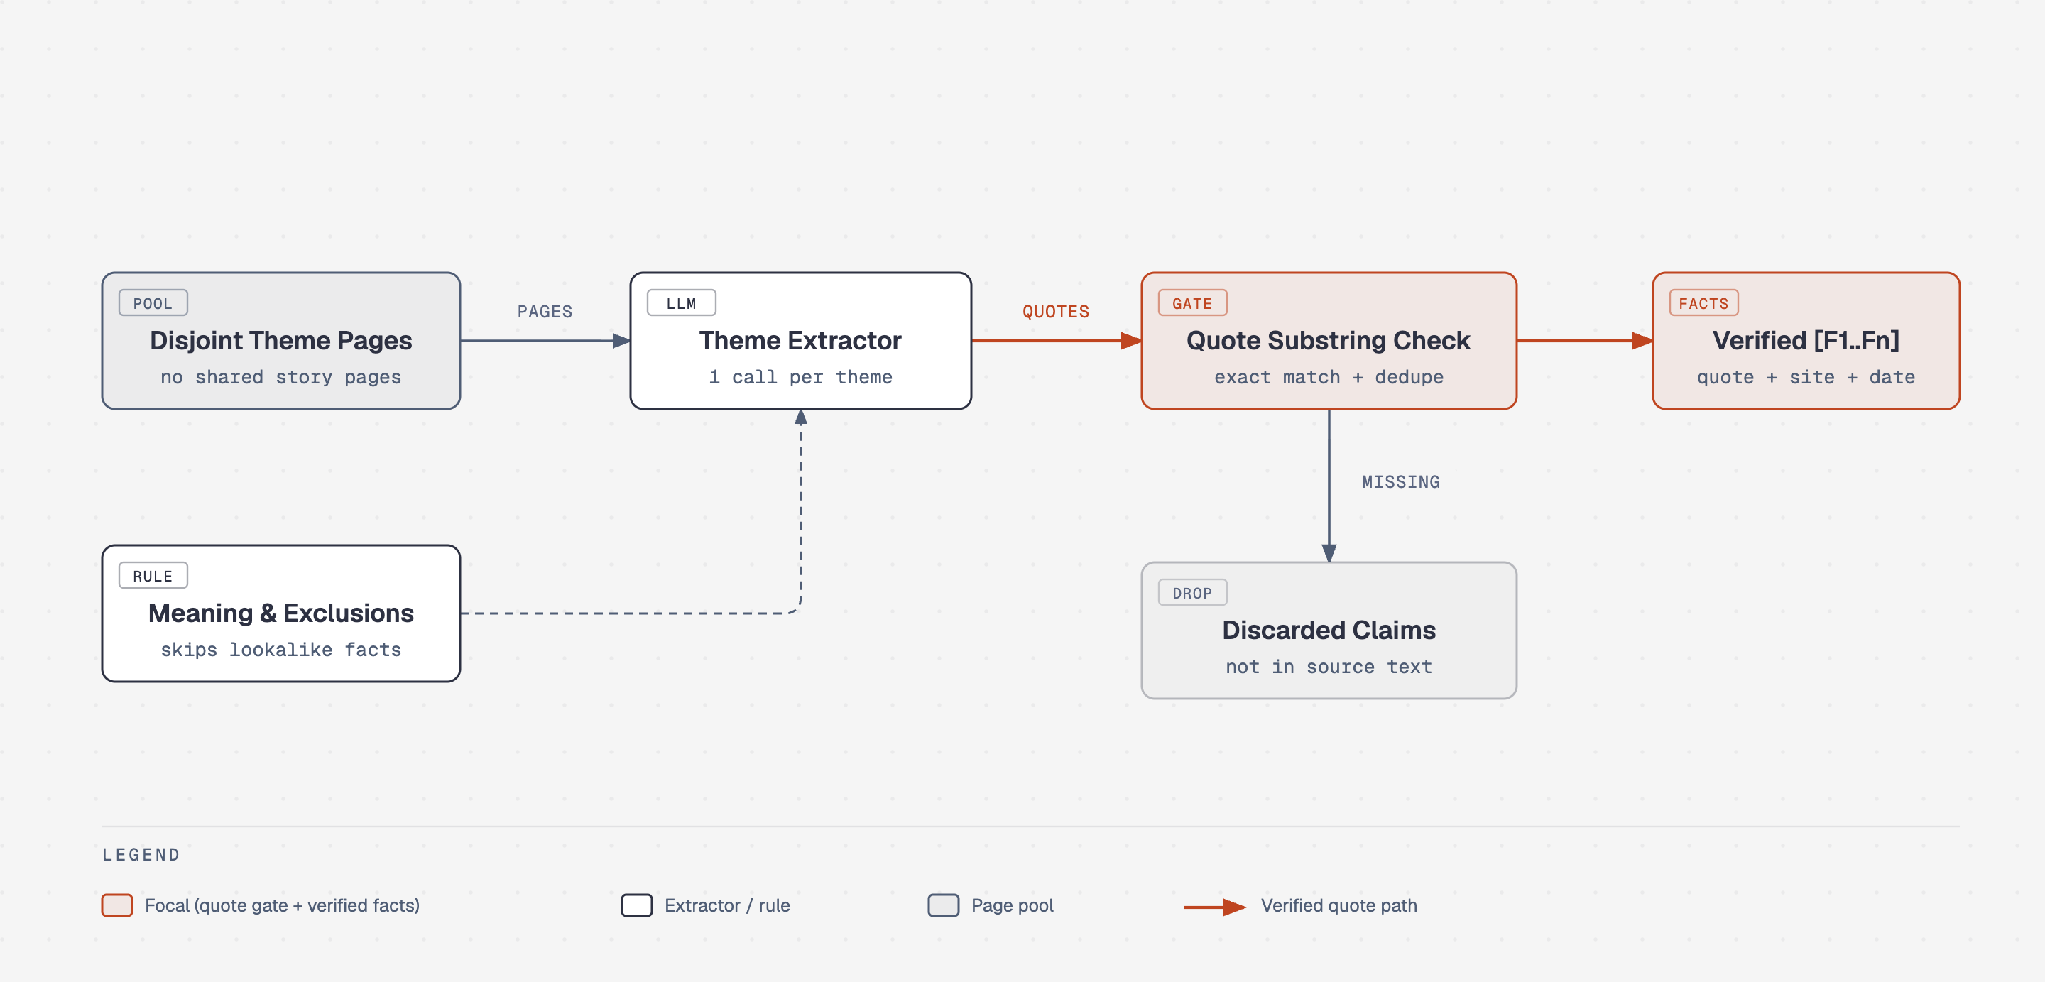 POOL
Disjoint Theme Pages
no shared story pages
PAGES
LLM
Theme Extractor
1 call per theme
QUOTES
GATE
Quote Substring Check
exact match + dedupe
FACTS
Verified [F1..Fn]
quote + site + date
MISSING
RULE
Meaning & Exclusions
skips lookalike facts
DROP
Discarded Claims
not in source text
LEGEND
Focal (quote gate + verified facts)
Extractor / rule
Page pool
Verified quote path